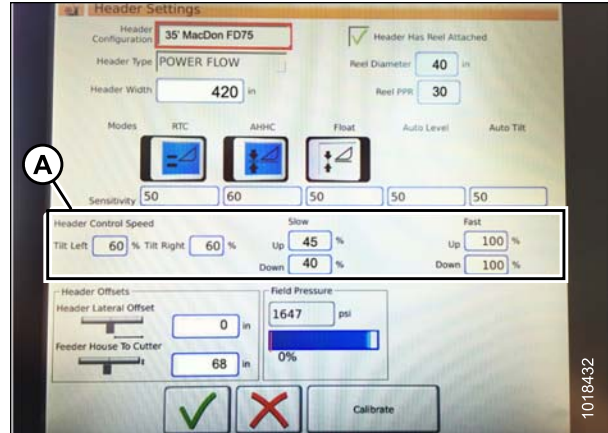 Header Settings
Header Configuration 35' MacDon FD75
Header Has Reel Attached
Header Type POWER FLOW
Reel Diameter 40 in
Header Width 420 in
Reel PPR 30
Modes RTC AHHC Float Auto Level Auto Tilt
A
Sensitivity 50 60 50 50 50
Header Control Speed Slow Fast
Tilt Left 60 % Tilt Right 60 % Up 45 % Up 100 %
Down 40 % Down 100 %
Header Offsets Field Pressure
Header Lateral Offset
0 in
1647 psi
Feeder House To Cutter
68 in
0%
Calibrate
1018432